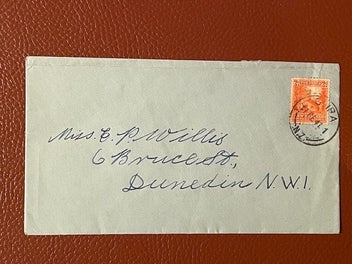 Miss. C. P. Willis
6 Bruce St.,
Dunedin N.W.1.